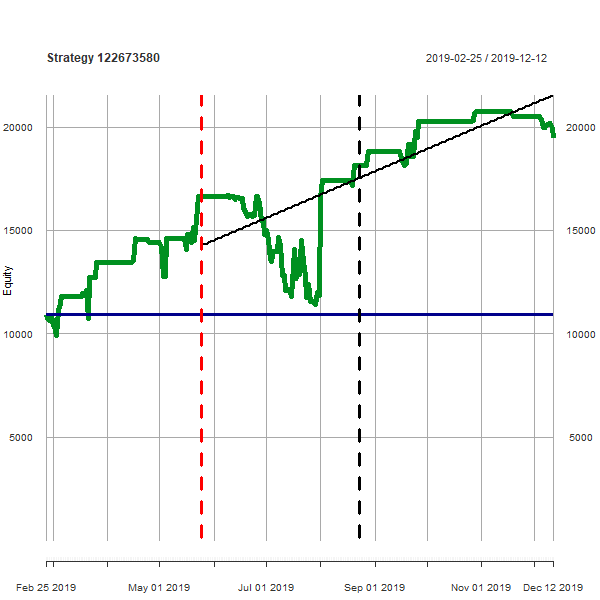 Strategy 122673580
2019-02-25 / 2019-12-12
20000
20000
15000
15000
Equity
10000
10000
5000
5000
Feb 25 2019
May 01 2019
Jul 01 2019
Sep 01 2019
Nov 01 2019
Dec 12 2019